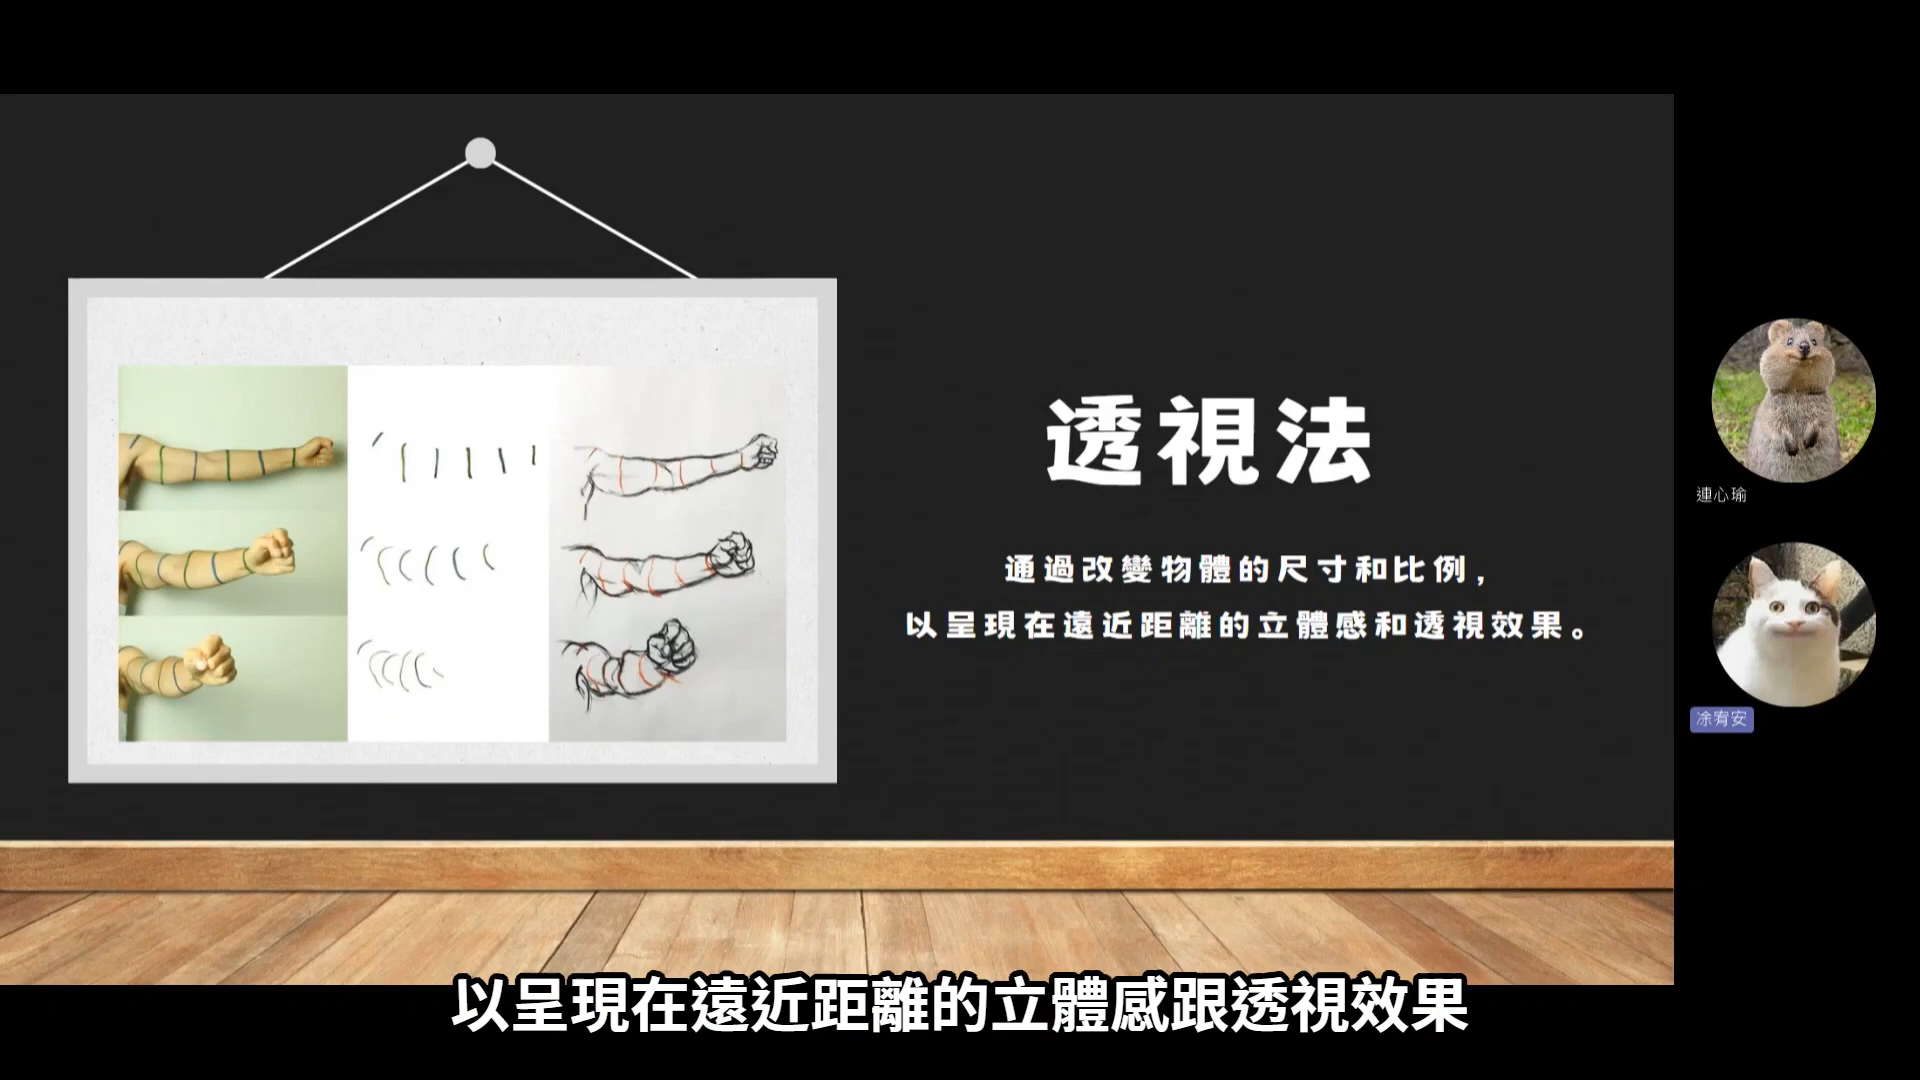 透視法
通過改變物體的尺寸和比例，
以呈現在遠近距離的立體感和透視效果。
連心瑜
凃宥安
以呈現在遠近距離的立體感跟透視效果